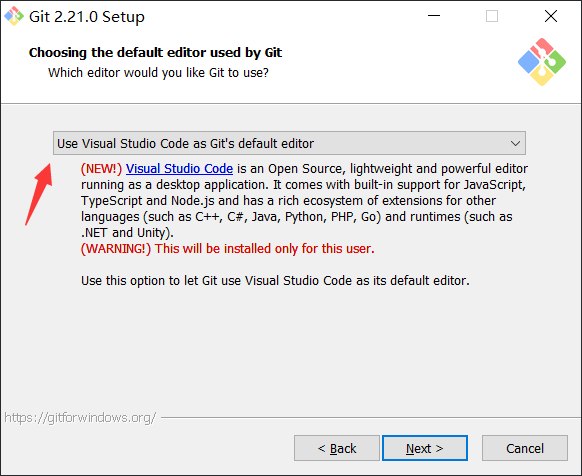 Git 2.21.0 Setup
Choosing the default editor used by Git
Which editor would you like Git to use?
Use Visual Studio Code as Git's default editor
(NEW!) Visual Studio Code is an Open Source, lightweight and powerful editor
running as a desktop application. It comes with built-in support for JavaScript,
TypeScript and Node.js and has a rich ecosystem of extensions for other
languages (such as C++, C#, Java, Python, PHP, Go) and runtimes (such as
.NET and Unity).
(WARNING!) This will be installed only for this user.
Use this option to let Git use Visual Studio Code as its default editor.
https://gitforwindows.org/
< Back Next > Cancel